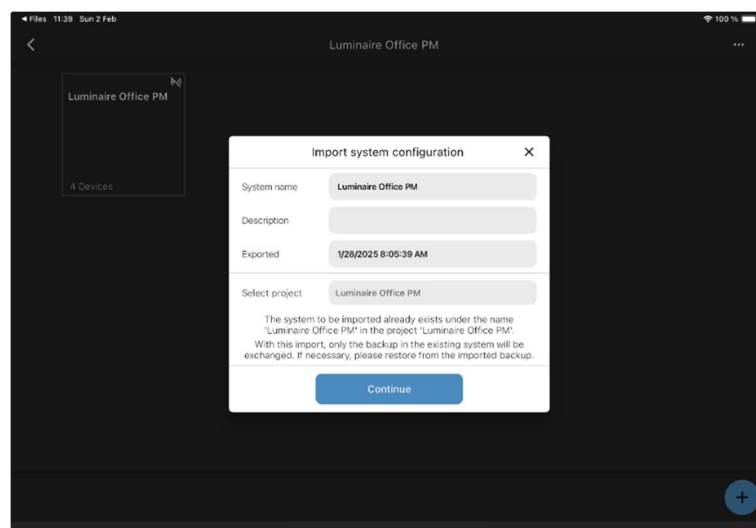 ◀ Files 11:39 Sun 2 Feb 100 %
Luminaire Office PM
Luminaire Office PM
4 Devices
Import system configuration
System name Luminaire Office PM
Description
Exported 1/28/2025 8:05:39 AM
Select project Luminaire Office PM
The system to be imported already exists under the name
'Luminaire Office PM' in the project 'Luminaire Office PM'.
With this import, only the backup in the existing system will be
exchanged. If necessary, please restore from the imported backup.
Continue